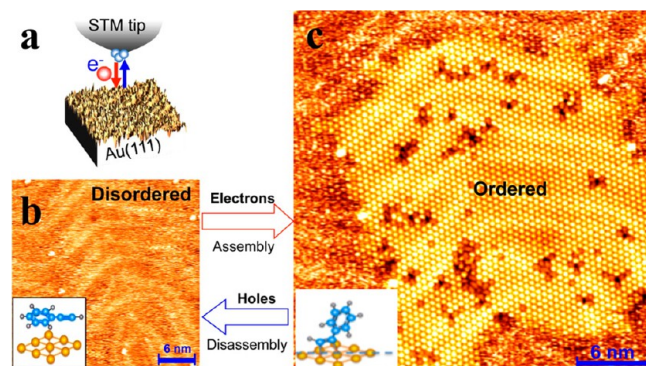 a
STM tip
e-
Au(111)
b
Disordered
6 nm
Electrons
Assembly
Holes
Disassembly
c
Ordered
6 nm